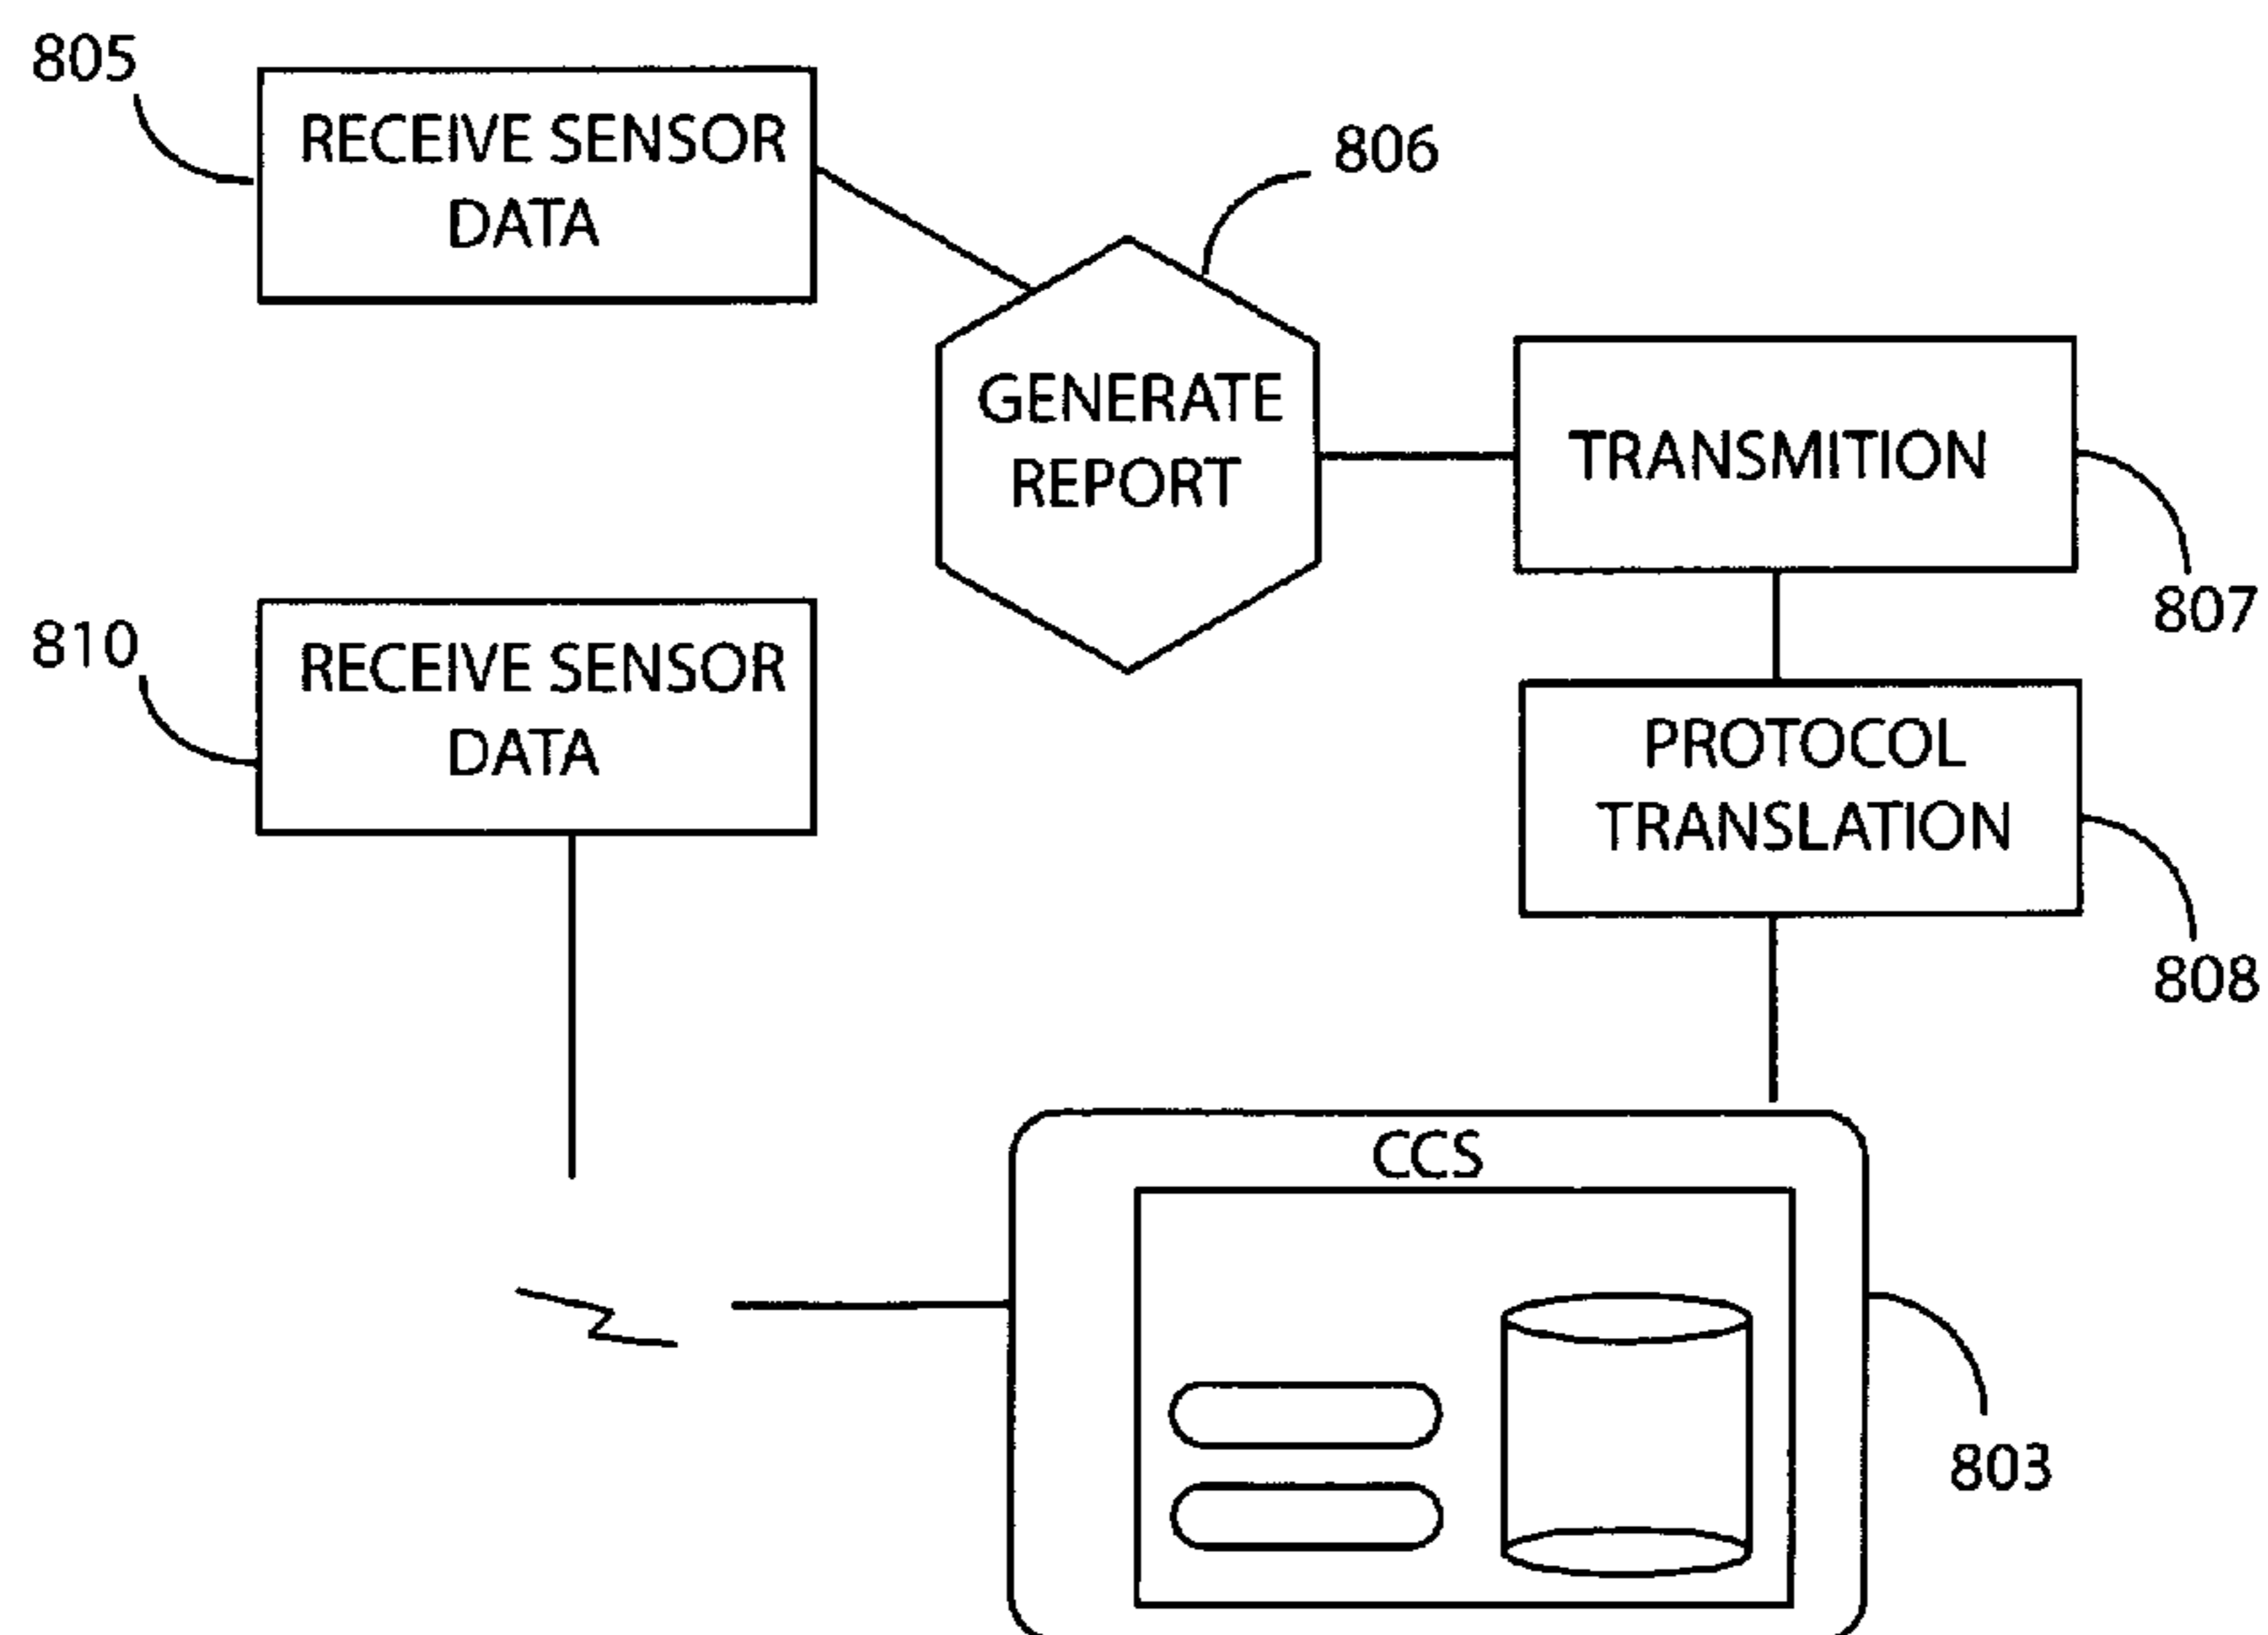 805
RECEIVE SENSOR
DATA
806
GENERATE
REPORT
TRANSMITION
807
810
RECEIVE SENSOR
DATA
PROTOCOL
TRANSLATION
808
CCS
803